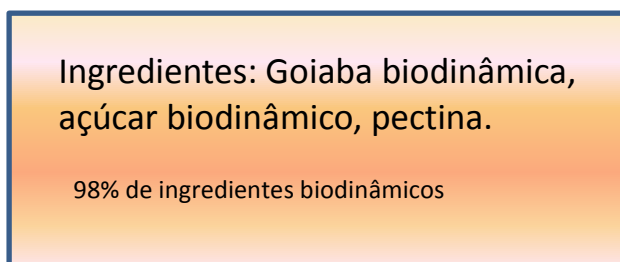 Ingredientes: Goiaba biodinâmica,
açúcar biodinâmico, pectina.
98% de ingredientes biodinâmicos